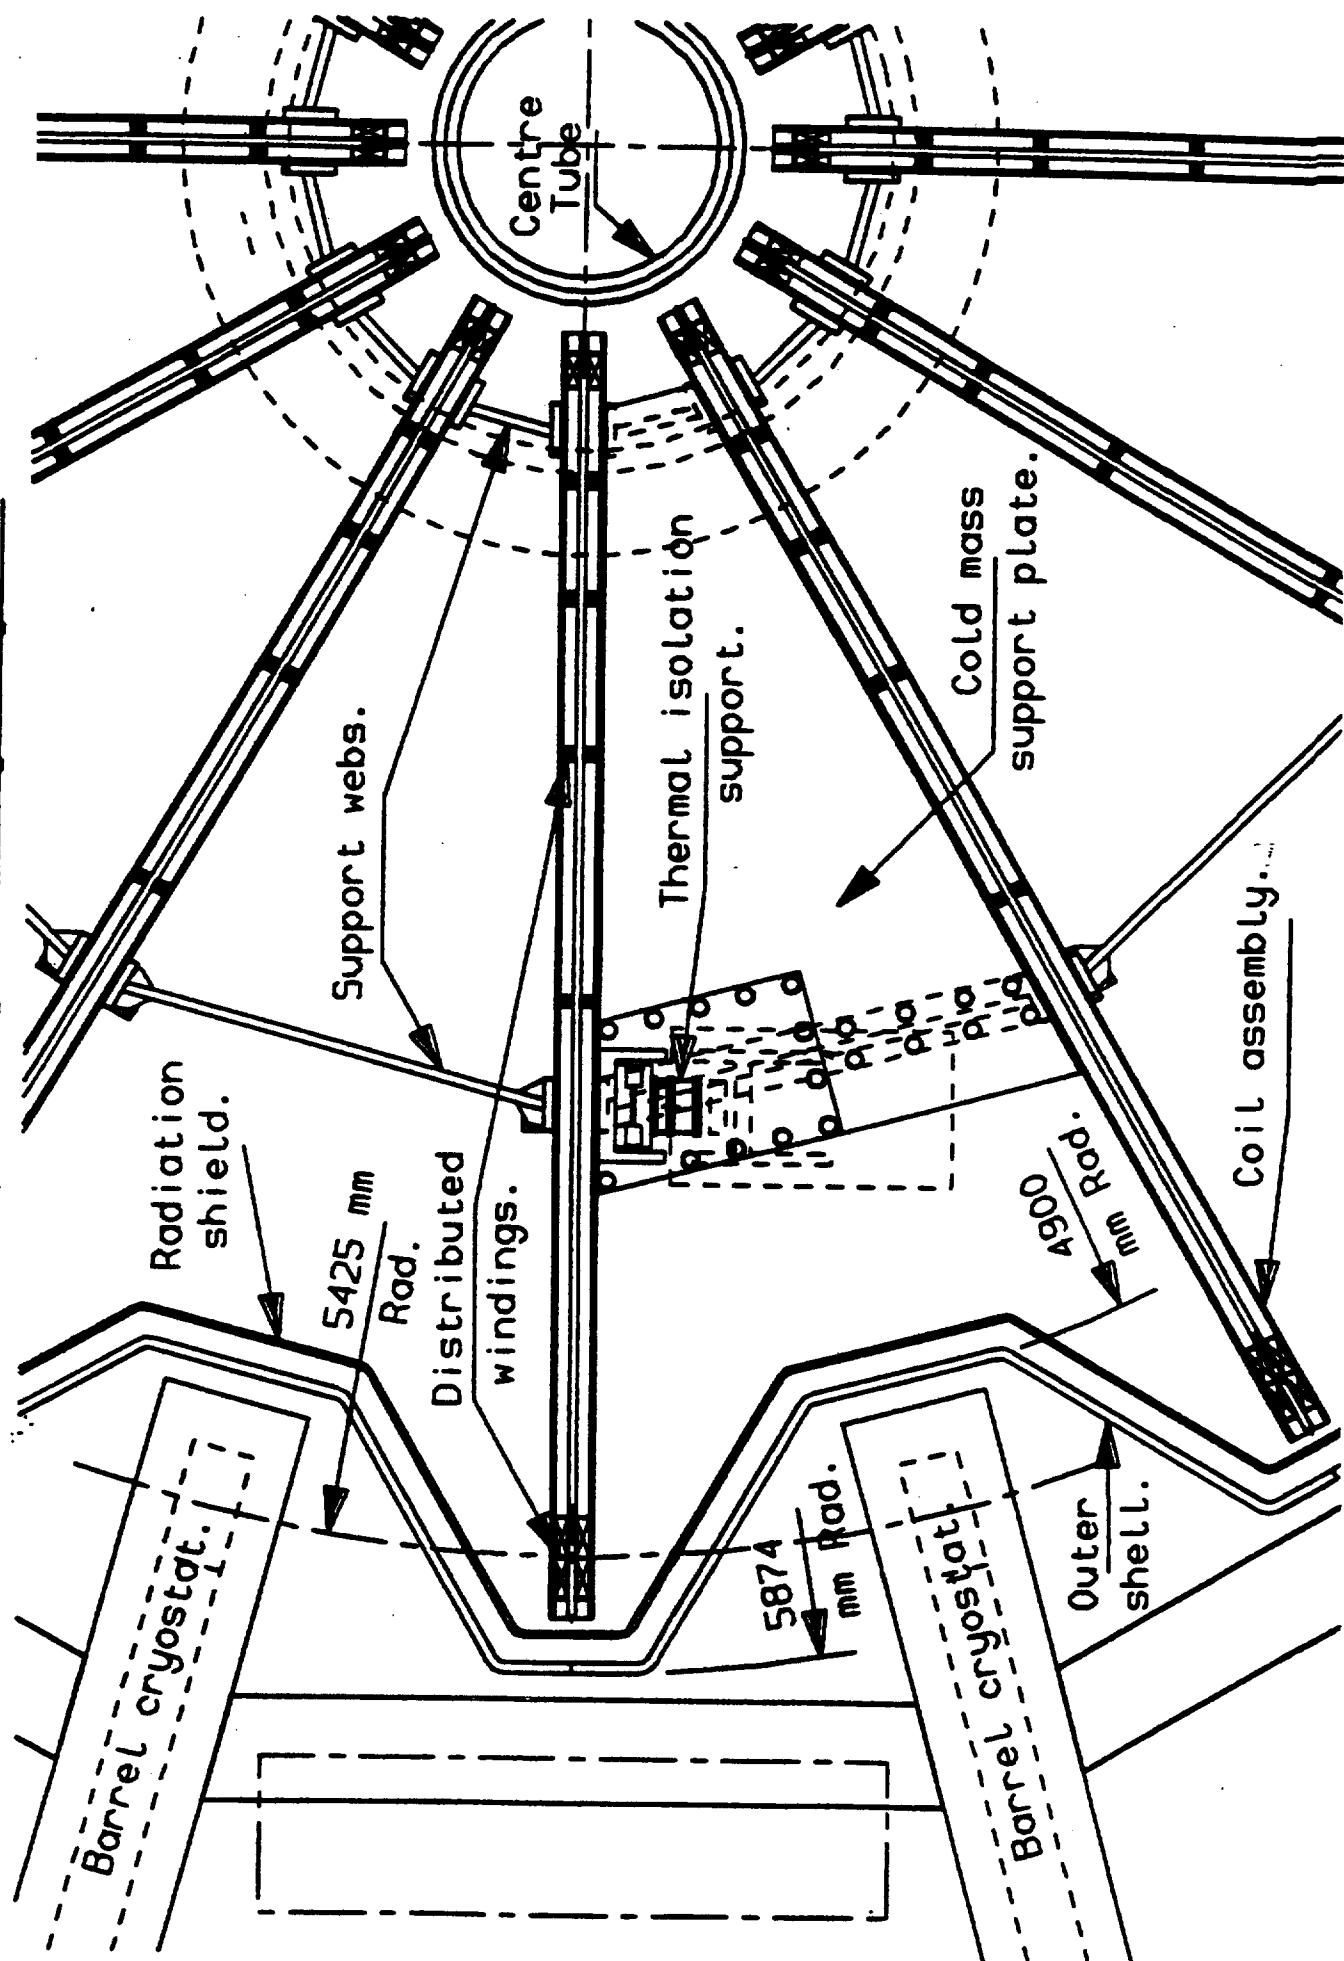 Centre
Tube
Support webs.
Thermal isolation
support.
Cold mass
support plate.
Radiation
shield.
5425 mm
Rad.
Distributed
windings.
4900
mm Rad.
Coil assembly.
5874
mm Rad.
Outer
shell.
Barrel cryostat.
Barrel cryostat.